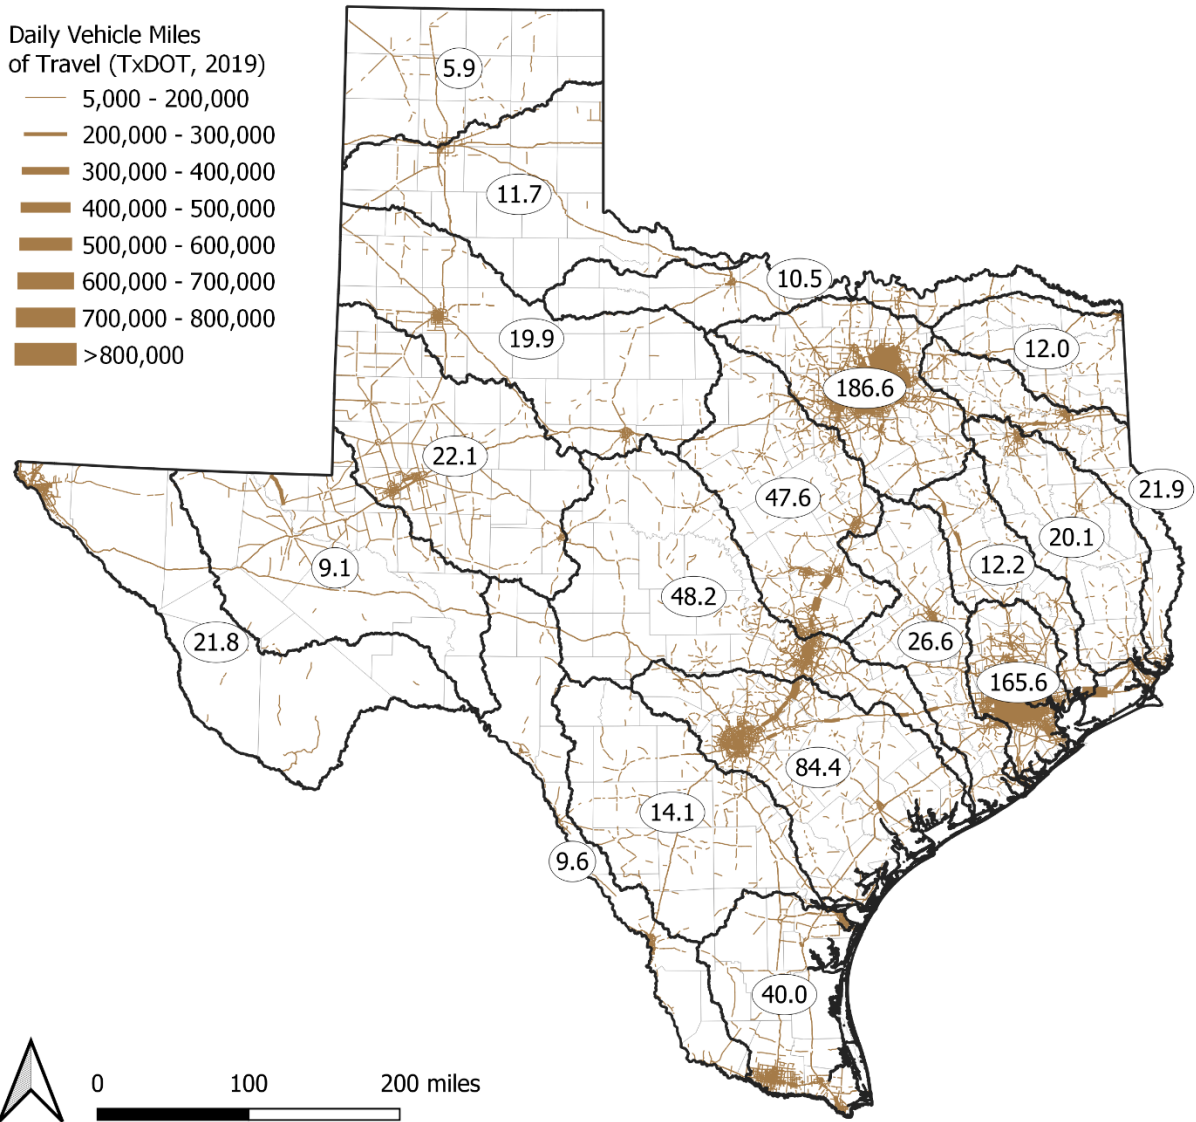 Daily Vehicle Miles
of Travel (TxDOT, 2019)
5,000 - 200,000
200,000 - 300,000
300,000 - 400,000
400,000 - 500,000
500,000 - 600,000
600,000 - 700,000
700,000 - 800,000
>800,000
5.9
11.7
10.5
19.9
12.0
186.6
22.1
47.6
21.9
20.1
12.2
9.1
48.2
21.8
26.6
165.6
84.4
14.1
9.6
40.0
0 100 200 miles